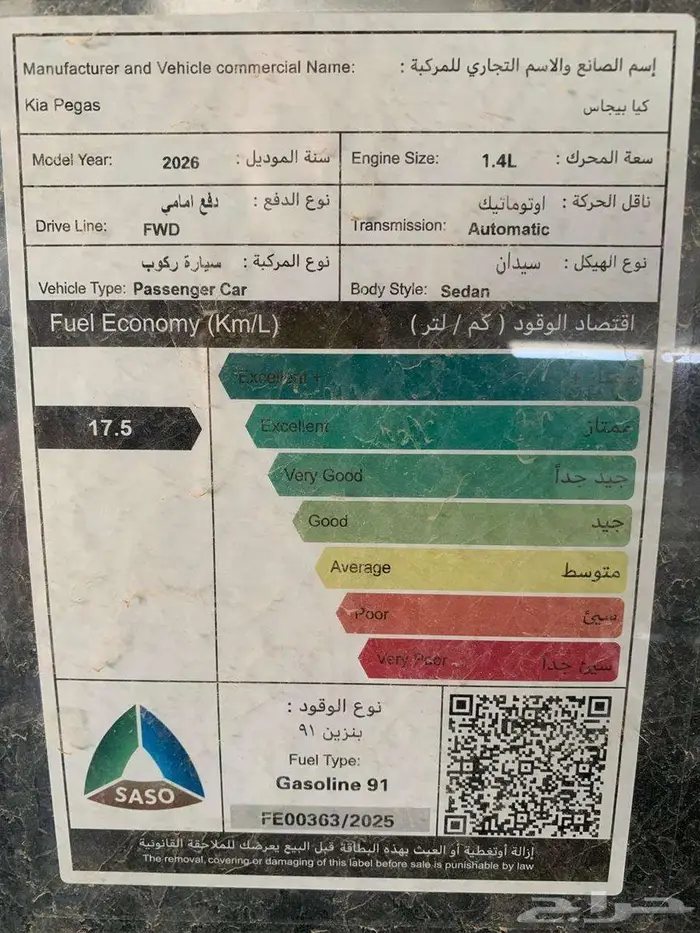 Manufacturer and Vehicle commercial Name: إسم الصانع والاسم التجاري للمركبة :
Kia Pegas كيا بيجاس
Model Year: 2026 سنة الموديل :
Engine Size: 1.4L سعة المحرك :
نوع الدفع : دفع امامي
Drive Line: FWD
ناقل الحركة : اوتوماتيك
Transmission: Automatic
نوع المركبة : سيارة ركوب
Vehicle Type: Passenger Car
نوع الهيكل : سيدان
Body Style: Sedan
Fuel Economy (Km/L) اقتصاد الوقود ( كم / لتر )
Excellent +
17.5
Excellent ممتاز
Very Good جيد جداً
Good جيد
Average متوسط
Poor سيئ
Very Poor سيئ جدا
SASO
نوع الوقود :
بنزين ٩١
Fuel Type:
Gasoline 91
FE00363/2025
إزالة أوتغطية أو العبث بهذه البطاقة قبل البيع يعرضك للملاحقة القانونية
The removal, covering or damaging of this label before sale is punishable by law
حراج